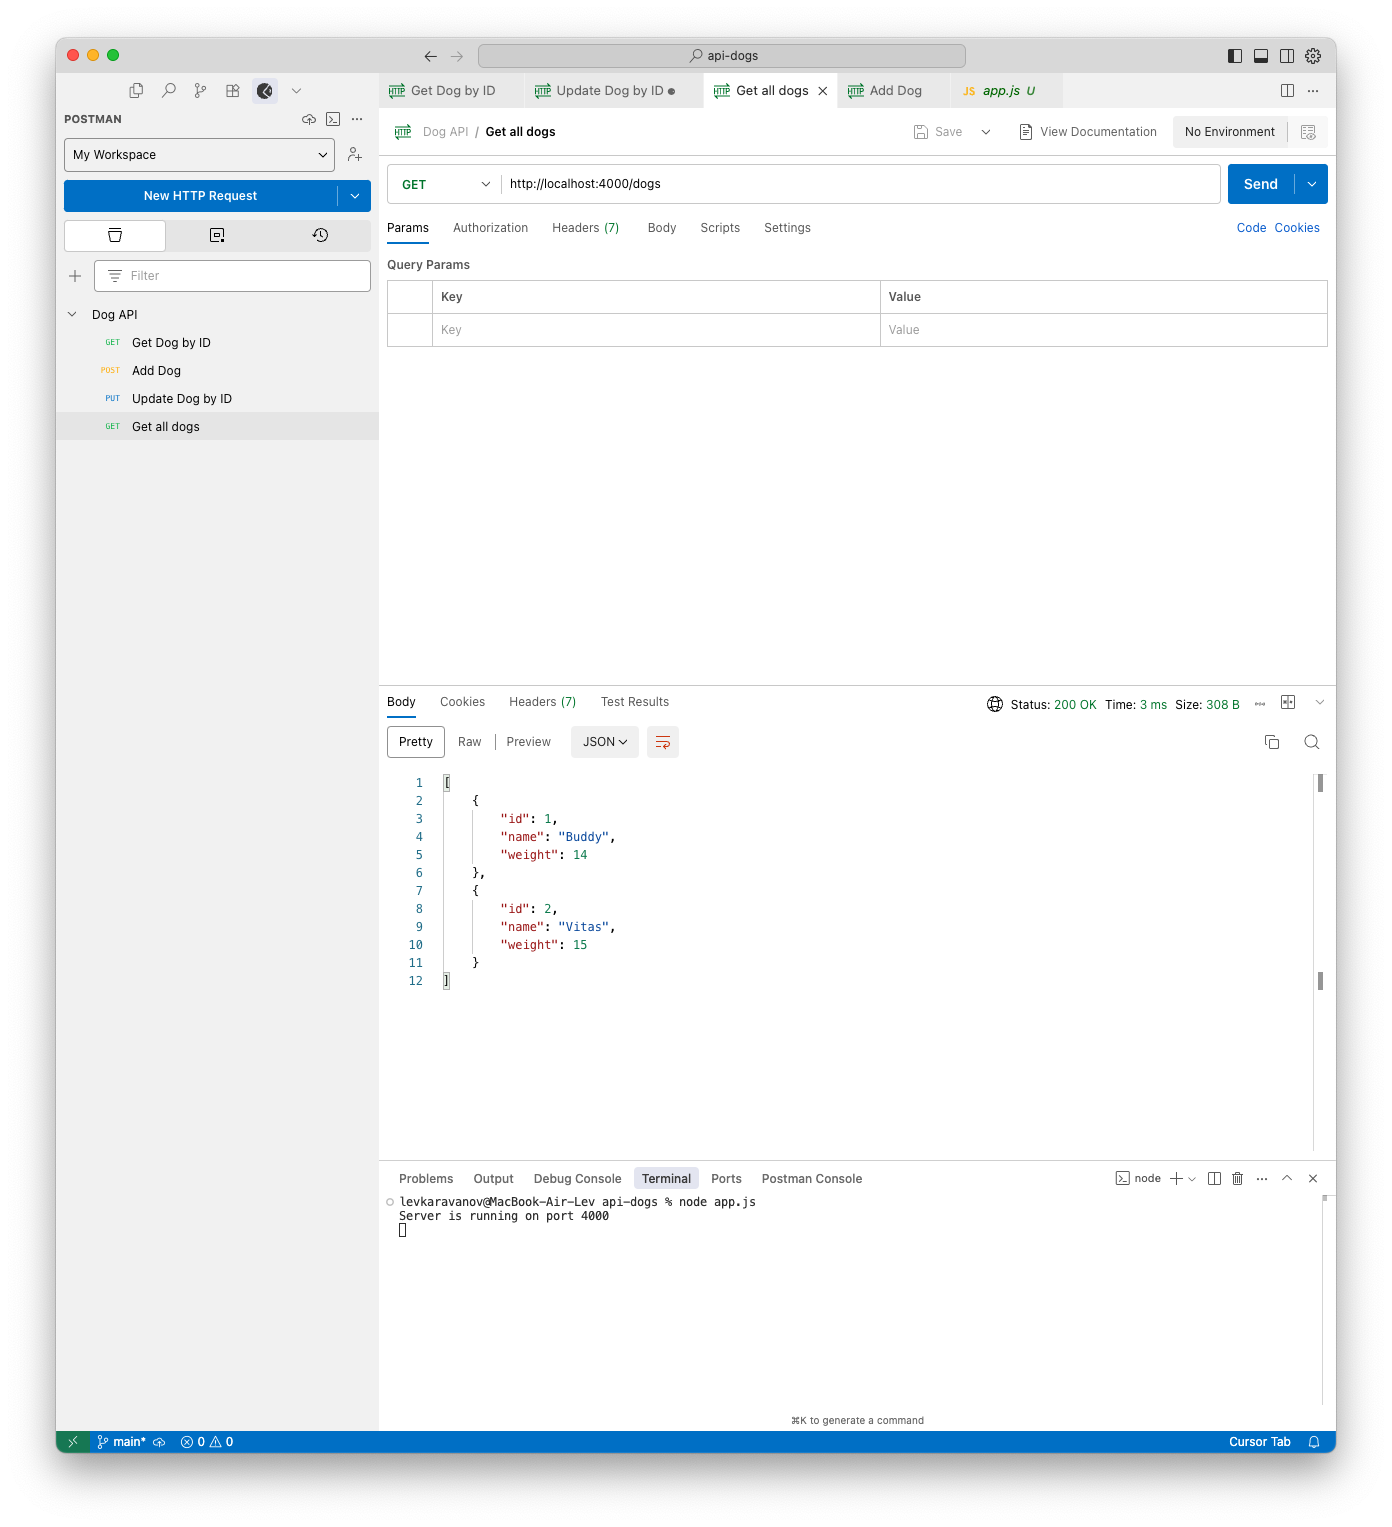 api-dogs
Get Dog by ID
Update Dog by ID
Get all dogs
Add Dog
JS app.js U
POSTMAN
My Workspace
New HTTP Request
Filter
Dog API
GET Get Dog by ID
POST Add Dog
PUT Update Dog by ID
GET Get all dogs
HTTP Dog API / Get all dogs
Save
View Documentation
No Environment
GET http://localhost:4000/dogs
Send
Params Authorization Headers (7) Body Scripts Settings
Code Cookies
Query Params
Key Value
Key Value
Body Cookies Headers (7) Test Results
Status: 200 OK Time: 3 ms Size: 308 B
Pretty Raw Preview JSON
1 [
2 {
3 "id": 1,
4 "name": "Buddy",
5 "weight": 14
6 },
7 {
8 "id": 2,
9 "name": "Vitas",
10 "weight": 15
11 }
12 ]
Problems Output Debug Console Terminal Ports Postman Console
node
levkaravanov@MacBook-Air-Lev api-dogs % node app.js
Server is running on port 4000
⌘K to generate a command
main* 0 0
Cursor Tab